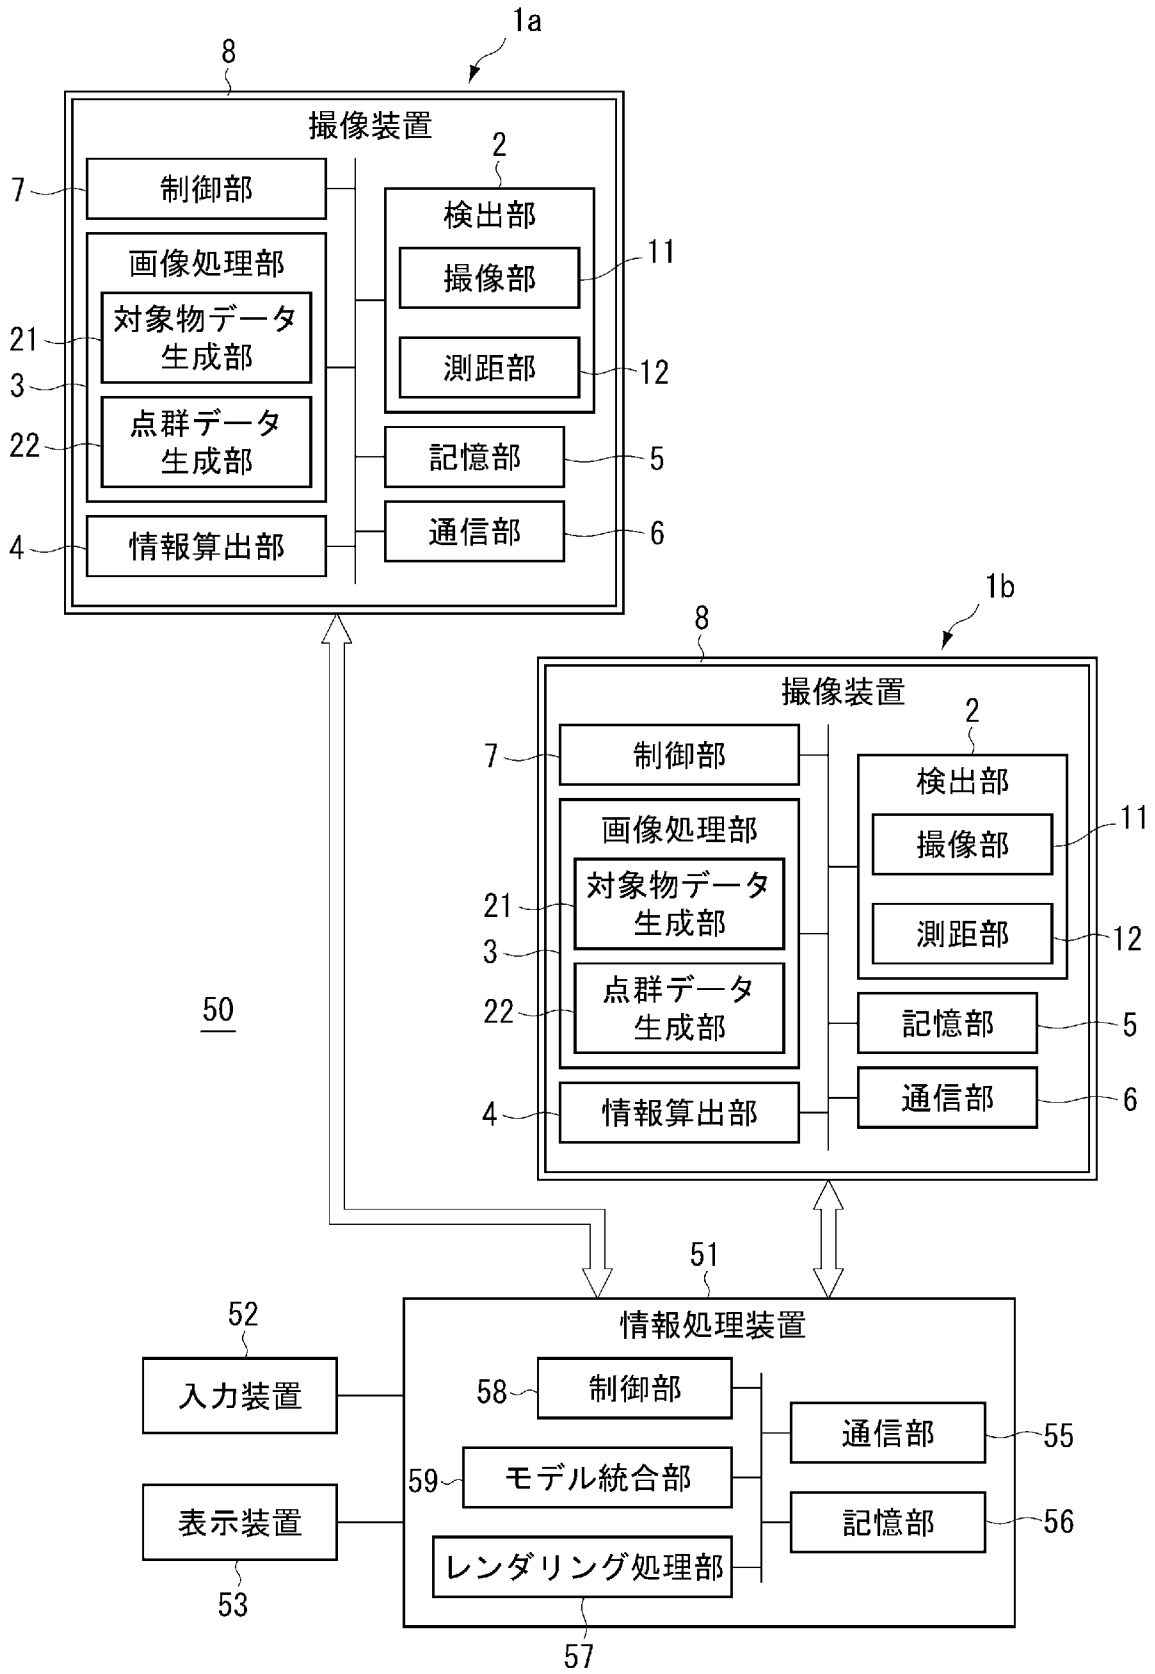 1a
8
撮像装置
2
7
制御部
検出部
画像処理部
11
撮像部
対象物データ
生成部
21
3
12
測距部
点群データ
生成部
22
記憶部
5
4
情報算出部
通信部
6
1b
8
撮像装置
2
7
制御部
検出部
画像処理部
11
撮像部
対象物データ
生成部
21
3
12
測距部
点群データ
生成部
22
50
記憶部
5
4
情報算出部
通信部
6
51
情報処理装置
52
入力装置
58
制御部
通信部
55
59
モデル統合部
表示装置
53
記憶部
56
レンダリング処理部
57